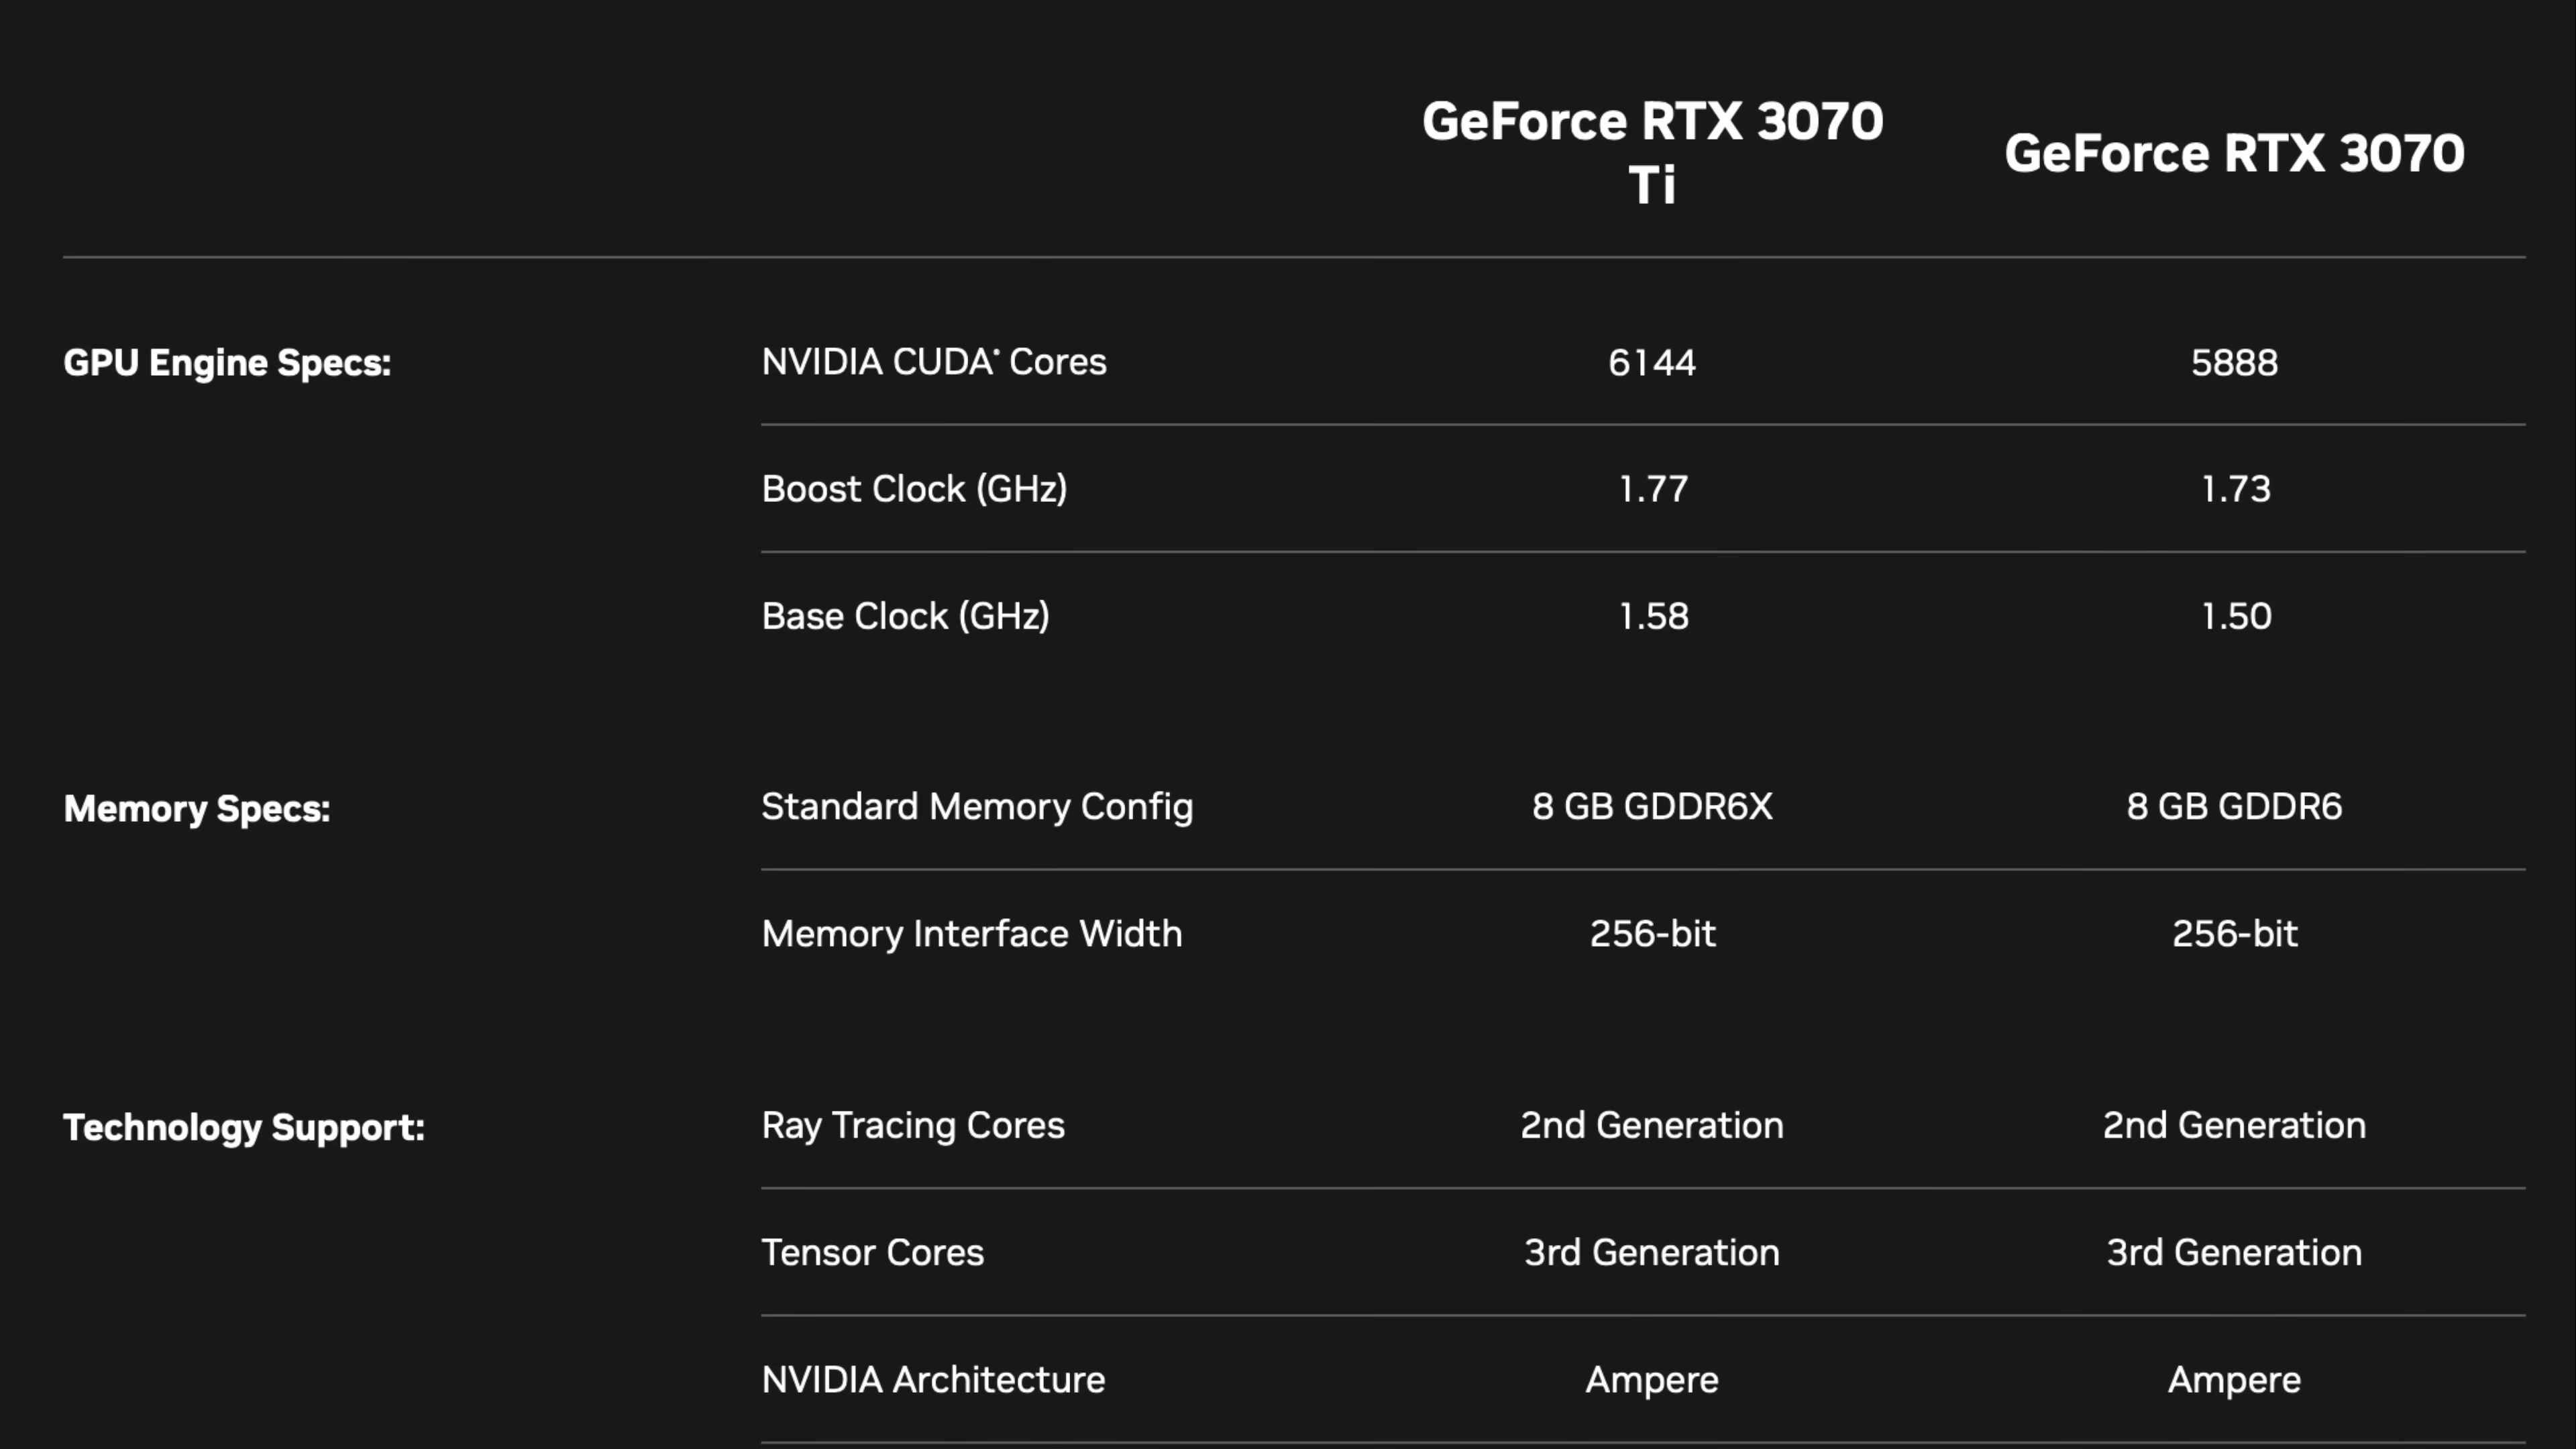 GeForce RTX 3070
Ti
GeForce RTX 3070
GPU Engine Specs: NVIDIA CUDA® Cores 6144 5888
Boost Clock (GHz) 1.77 1.73
Base Clock (GHz) 1.58 1.50
Memory Specs: Standard Memory Config 8 GB GDDR6X 8 GB GDDR6
Memory Interface Width 256-bit 256-bit
Technology Support: Ray Tracing Cores 2nd Generation 2nd Generation
Tensor Cores 3rd Generation 3rd Generation
NVIDIA Architecture Ampere Ampere